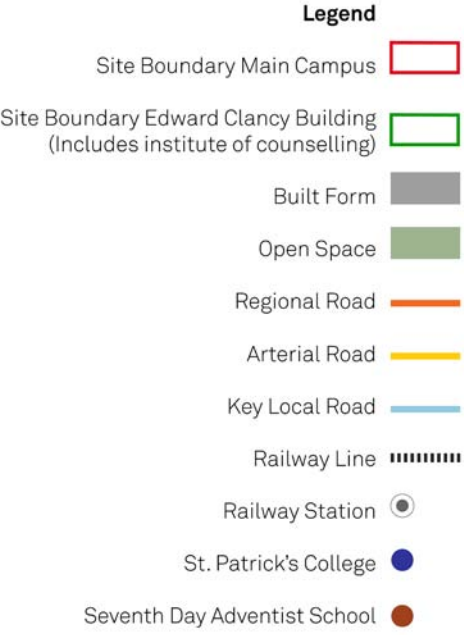 Legend
Site Boundary Main Campus
Site Boundary Edward Clancy Building
(Includes institute of counselling)
Built Form
Open Space
Regional Road
Arterial Road
Key Local Road
Railway Line
Railway Station
St. Patrick's College
Seventh Day Adventist School